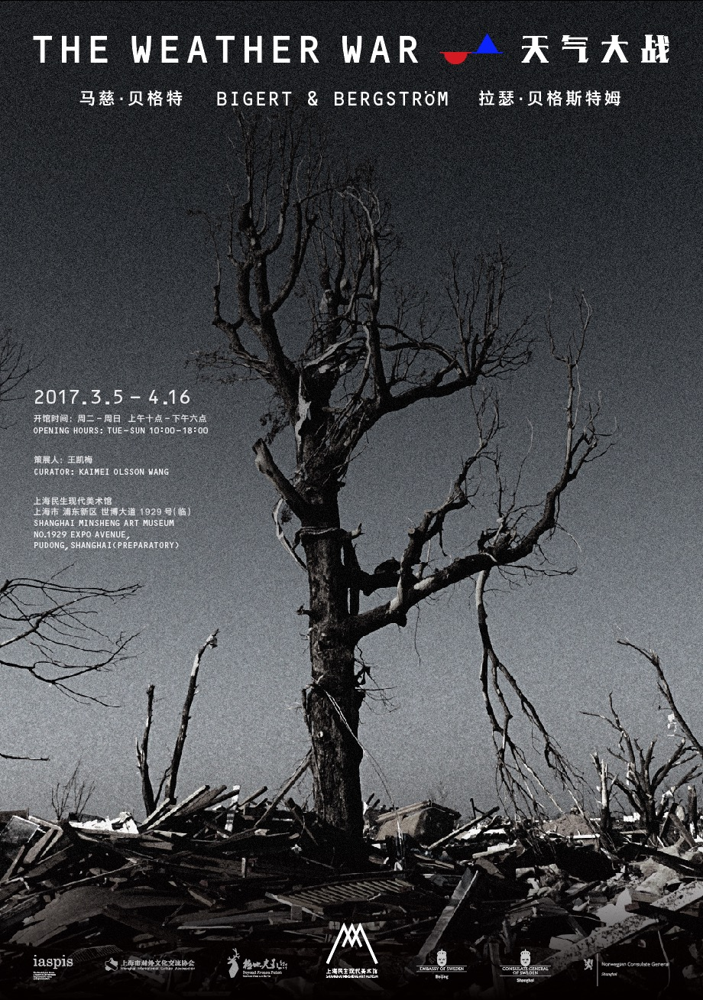 THE WEATHER WAR 天气大战
马慈·贝格特 BIGERT & BERGSTRÖM 拉瑟·贝格斯特姆
2017.3.5 - 4.16
开馆时间: 周二-周日 上午十点-下午六点
OPENING HOURS: TUE-SUN 10:00-18:00
策展人: 王凯梅
CURATOR: KAIMEI OLSSON WANG
上海民生现代美术馆
上海市 浦东新区 世博大道 1929 号(临)
SHANGHAI MINSHENG ART MUSEUM
NO.1929 EXPO AVENUE,
PUDONG, SHANGHAI(PREPARATORY)
iaspis
上海市对外文化交流协会
Shanghai International Culture Association
Beyond Frozen Point
上海民生现代美术馆
SHANGHAI MINSHENG ART MUSEUM
EMBASSY OF SWEDEN
Beijing
CONSULATE GENERAL
OF SWEDEN
Shanghai
Norwegian Consulate General
Shanghai